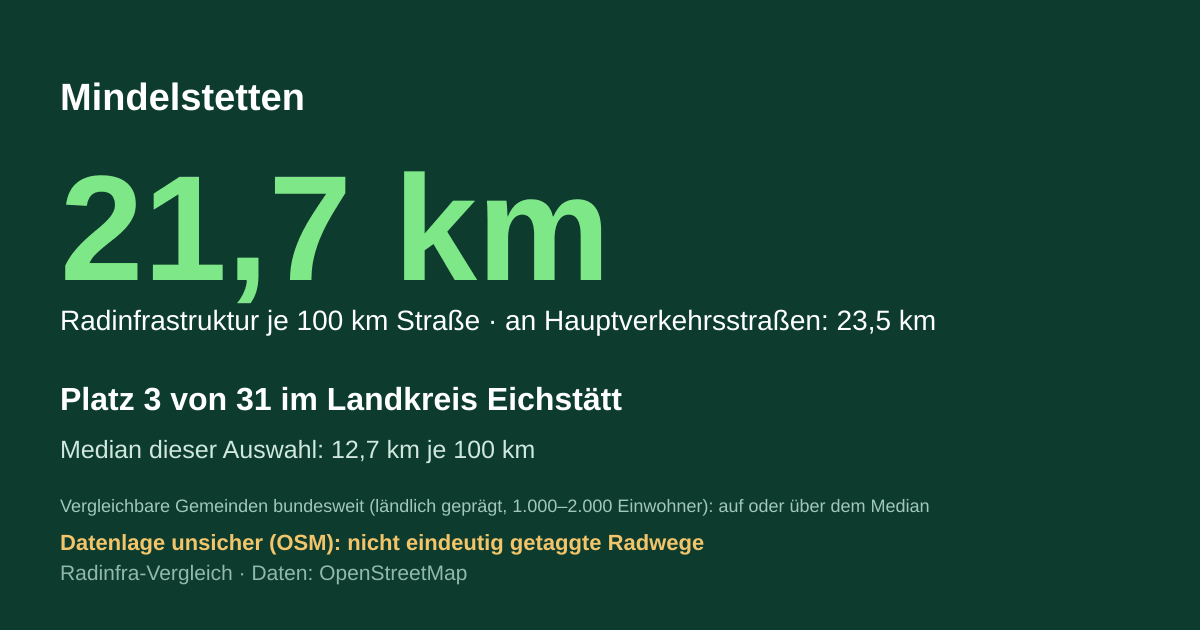 Mindelstetten
21,7 km
Radinfrastruktur je 100 km Straße · an Hauptverkehrsstraßen: 23,5 km
Platz 3 von 31 im Landkreis Eichstätt
Median dieser Auswahl: 12,7 km je 100 km
Vergleichbare Gemeinden bundesweit (ländlich geprägt, 1.000–2.000 Einwohner): auf oder über dem Median
Datenlage unsicher (OSM): nicht eindeutig getaggte Radwege
Radinfra-Vergleich · Daten: OpenStreetMap